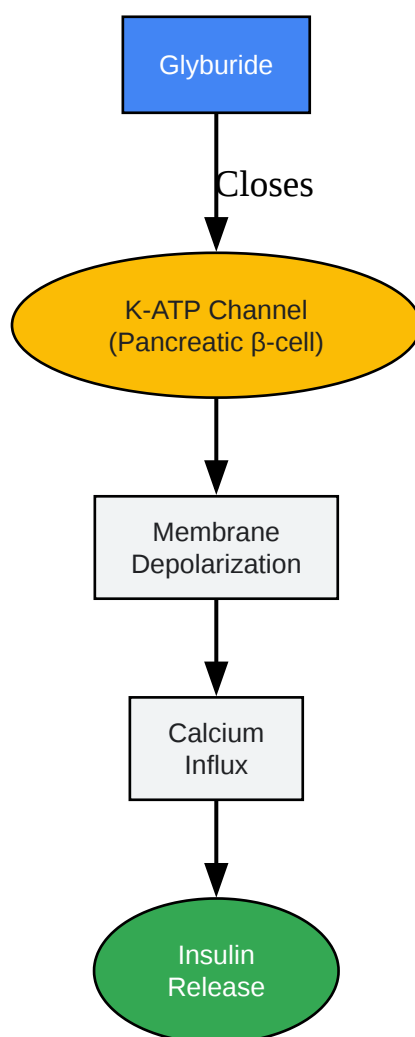 Glyburide
Closes
K-ATP Channel
(Pancreatic β-cell)
Membrane
Depolarization
Calcium
Influx
Insulin
Release